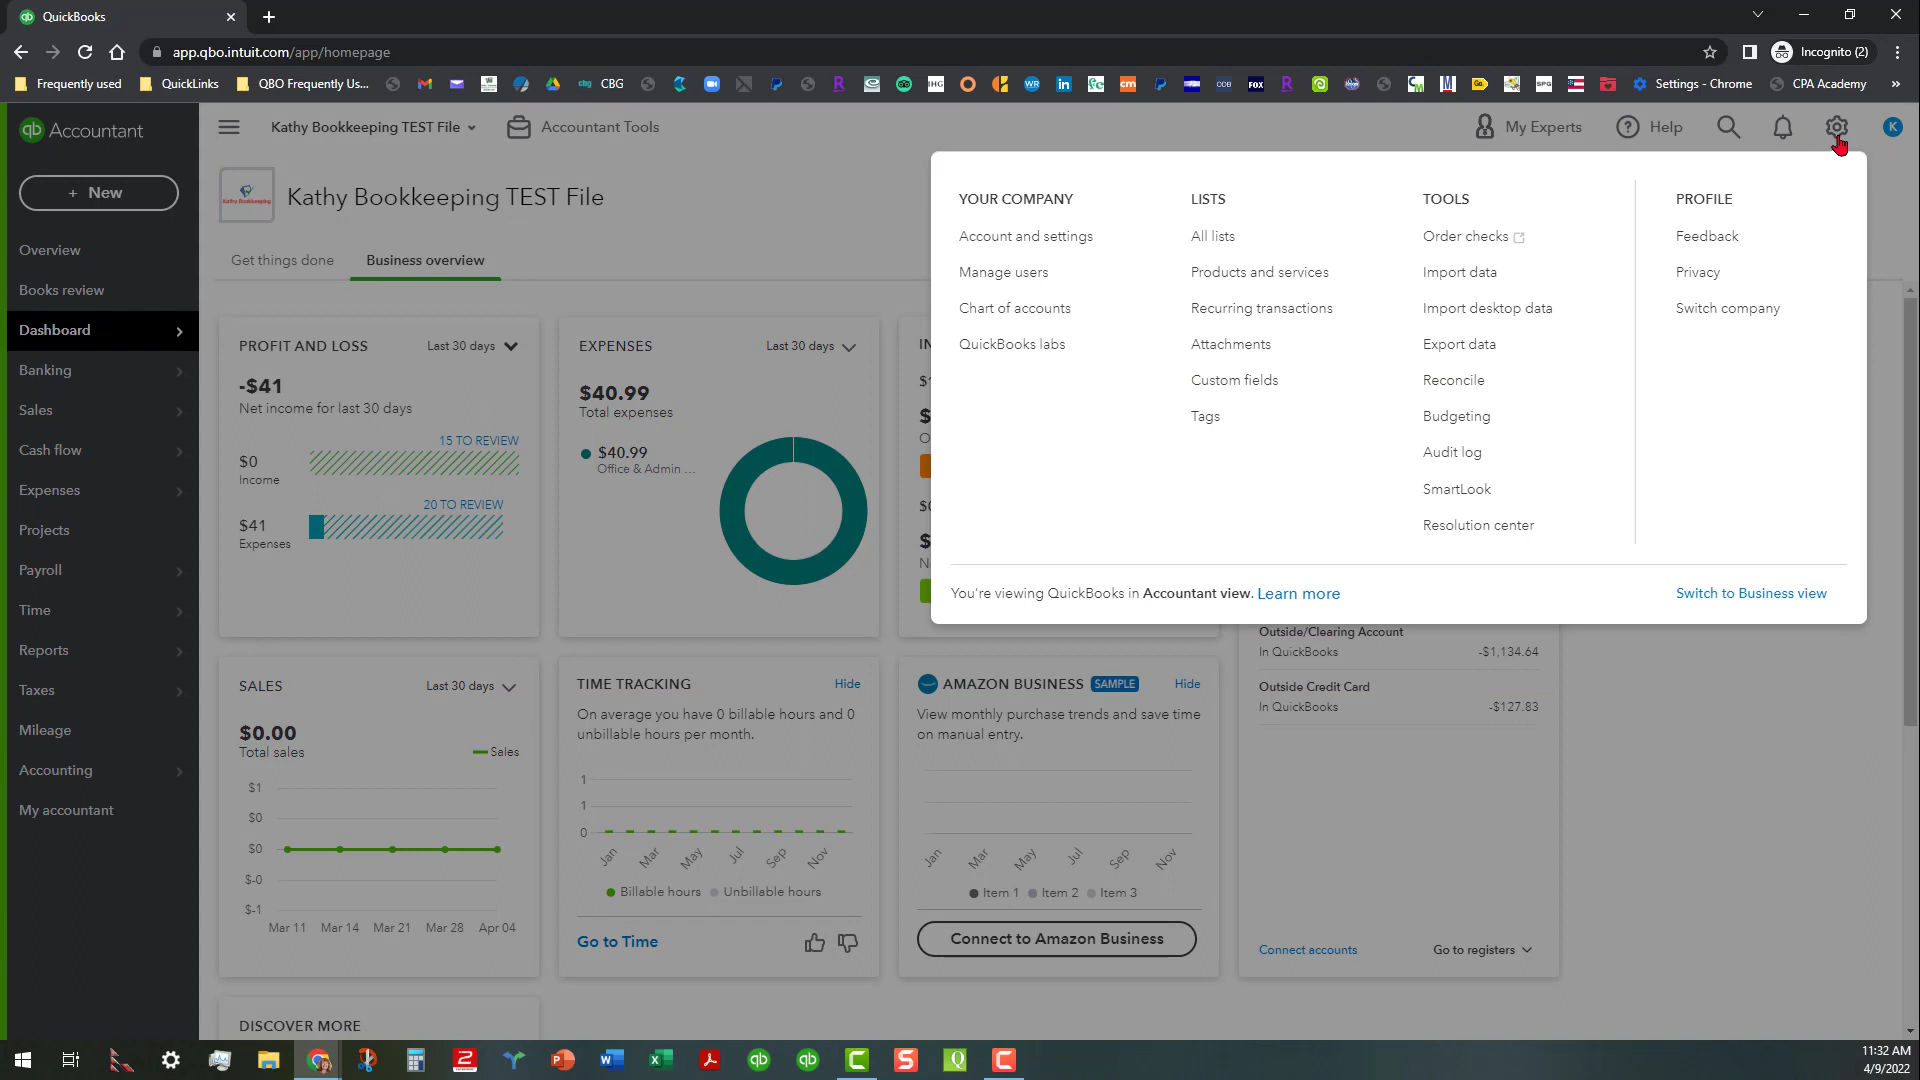 QuickBooks
app.qbo.intuit.com/app/homepage
Incognito (2)
Frequently used
QuickLinks
QBO Frequently Us...
CBG
Settings - Chrome
CPA Academy
»
qb Accountant
Kathy Bookkeeping TEST File
Accountant Tools
My Experts
Help
K
+ New
Overview
Books review
Dashboard
Banking
Sales
Cash flow
Expenses
Projects
Payroll
Time
Reports
Taxes
Mileage
Accounting
My accountant
Kathy Bookkeeping
Kathy Bookkeeping TEST File
Get things done
Business overview
YOUR COMPANY
Account and settings
Manage users
Chart of accounts
QuickBooks labs
LISTS
All lists
Products and services
Recurring transactions
Attachments
Custom fields
Tags
TOOLS
Order checks
Import data
Import desktop data
Export data
Reconcile
Budgeting
Audit log
SmartLook
Resolution center
PROFILE
Feedback
Privacy
Switch company
You're viewing QuickBooks in Accountant view. Learn more
Switch to Business view
PROFIT AND LOSS
Last 30 days
-$41
Net income for last 30 days
15 TO REVIEW
$0
Income
20 TO REVIEW
$41
Expenses
EXPENSES
Last 30 days
$40.99
Total expenses
$40.99
Office & Admin ...
Outside/Clearing Account
In QuickBooks
-$1,134.64
Outside Credit Card
In QuickBooks
-$127.83
Connect accounts
Go to registers
SALES
Last 30 days
$0.00
Total sales
Sales
$1
$0
$0
$-0
$-1
Mar 11 Mar 14 Mar 21 Mar 28 Apr 04
TIME TRACKING
Hide
On average you have 0 billable hours and 0
unbillable hours per month.
1
1
0
Jan Mar May Jul Sep Nov
Billable hours Unbillable hours
Go to Time
AMAZON BUSINESS SAMPLE
Hide
View monthly purchase trends and save time
on manual entry.
Jan Mar May Jul Sep Nov
Item 1 Item 2 Item 3
Connect to Amazon Business
DISCOVER MORE
11:32 AM
4/9/2022